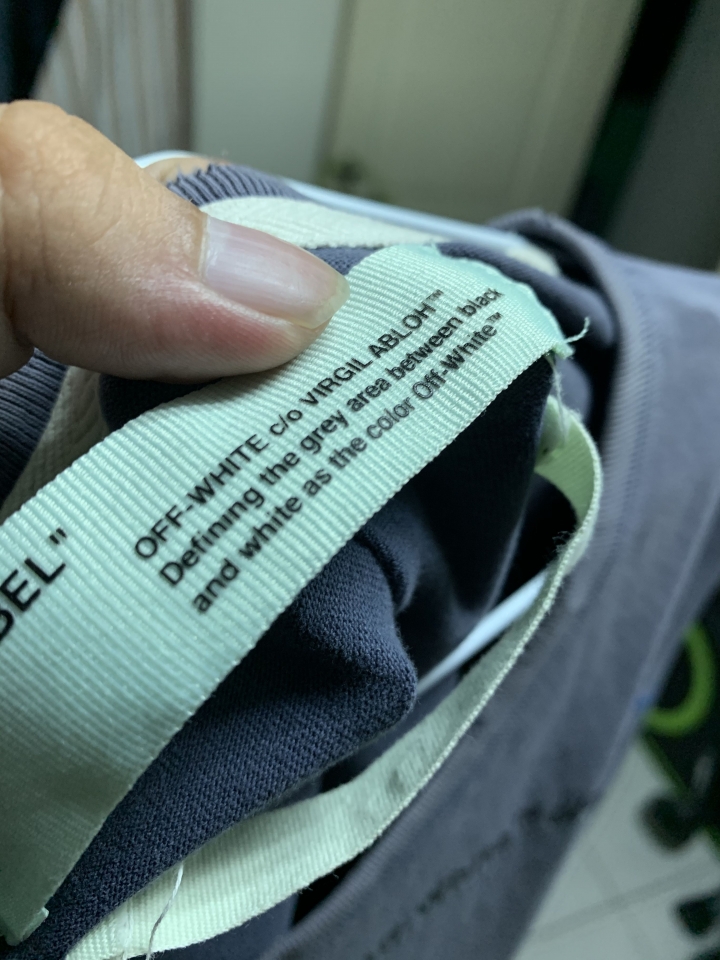 BEL"
OFF-WHITE c/o VIRGIL ABLOH™
Defining the grey area between black
and white as the color Off-White™